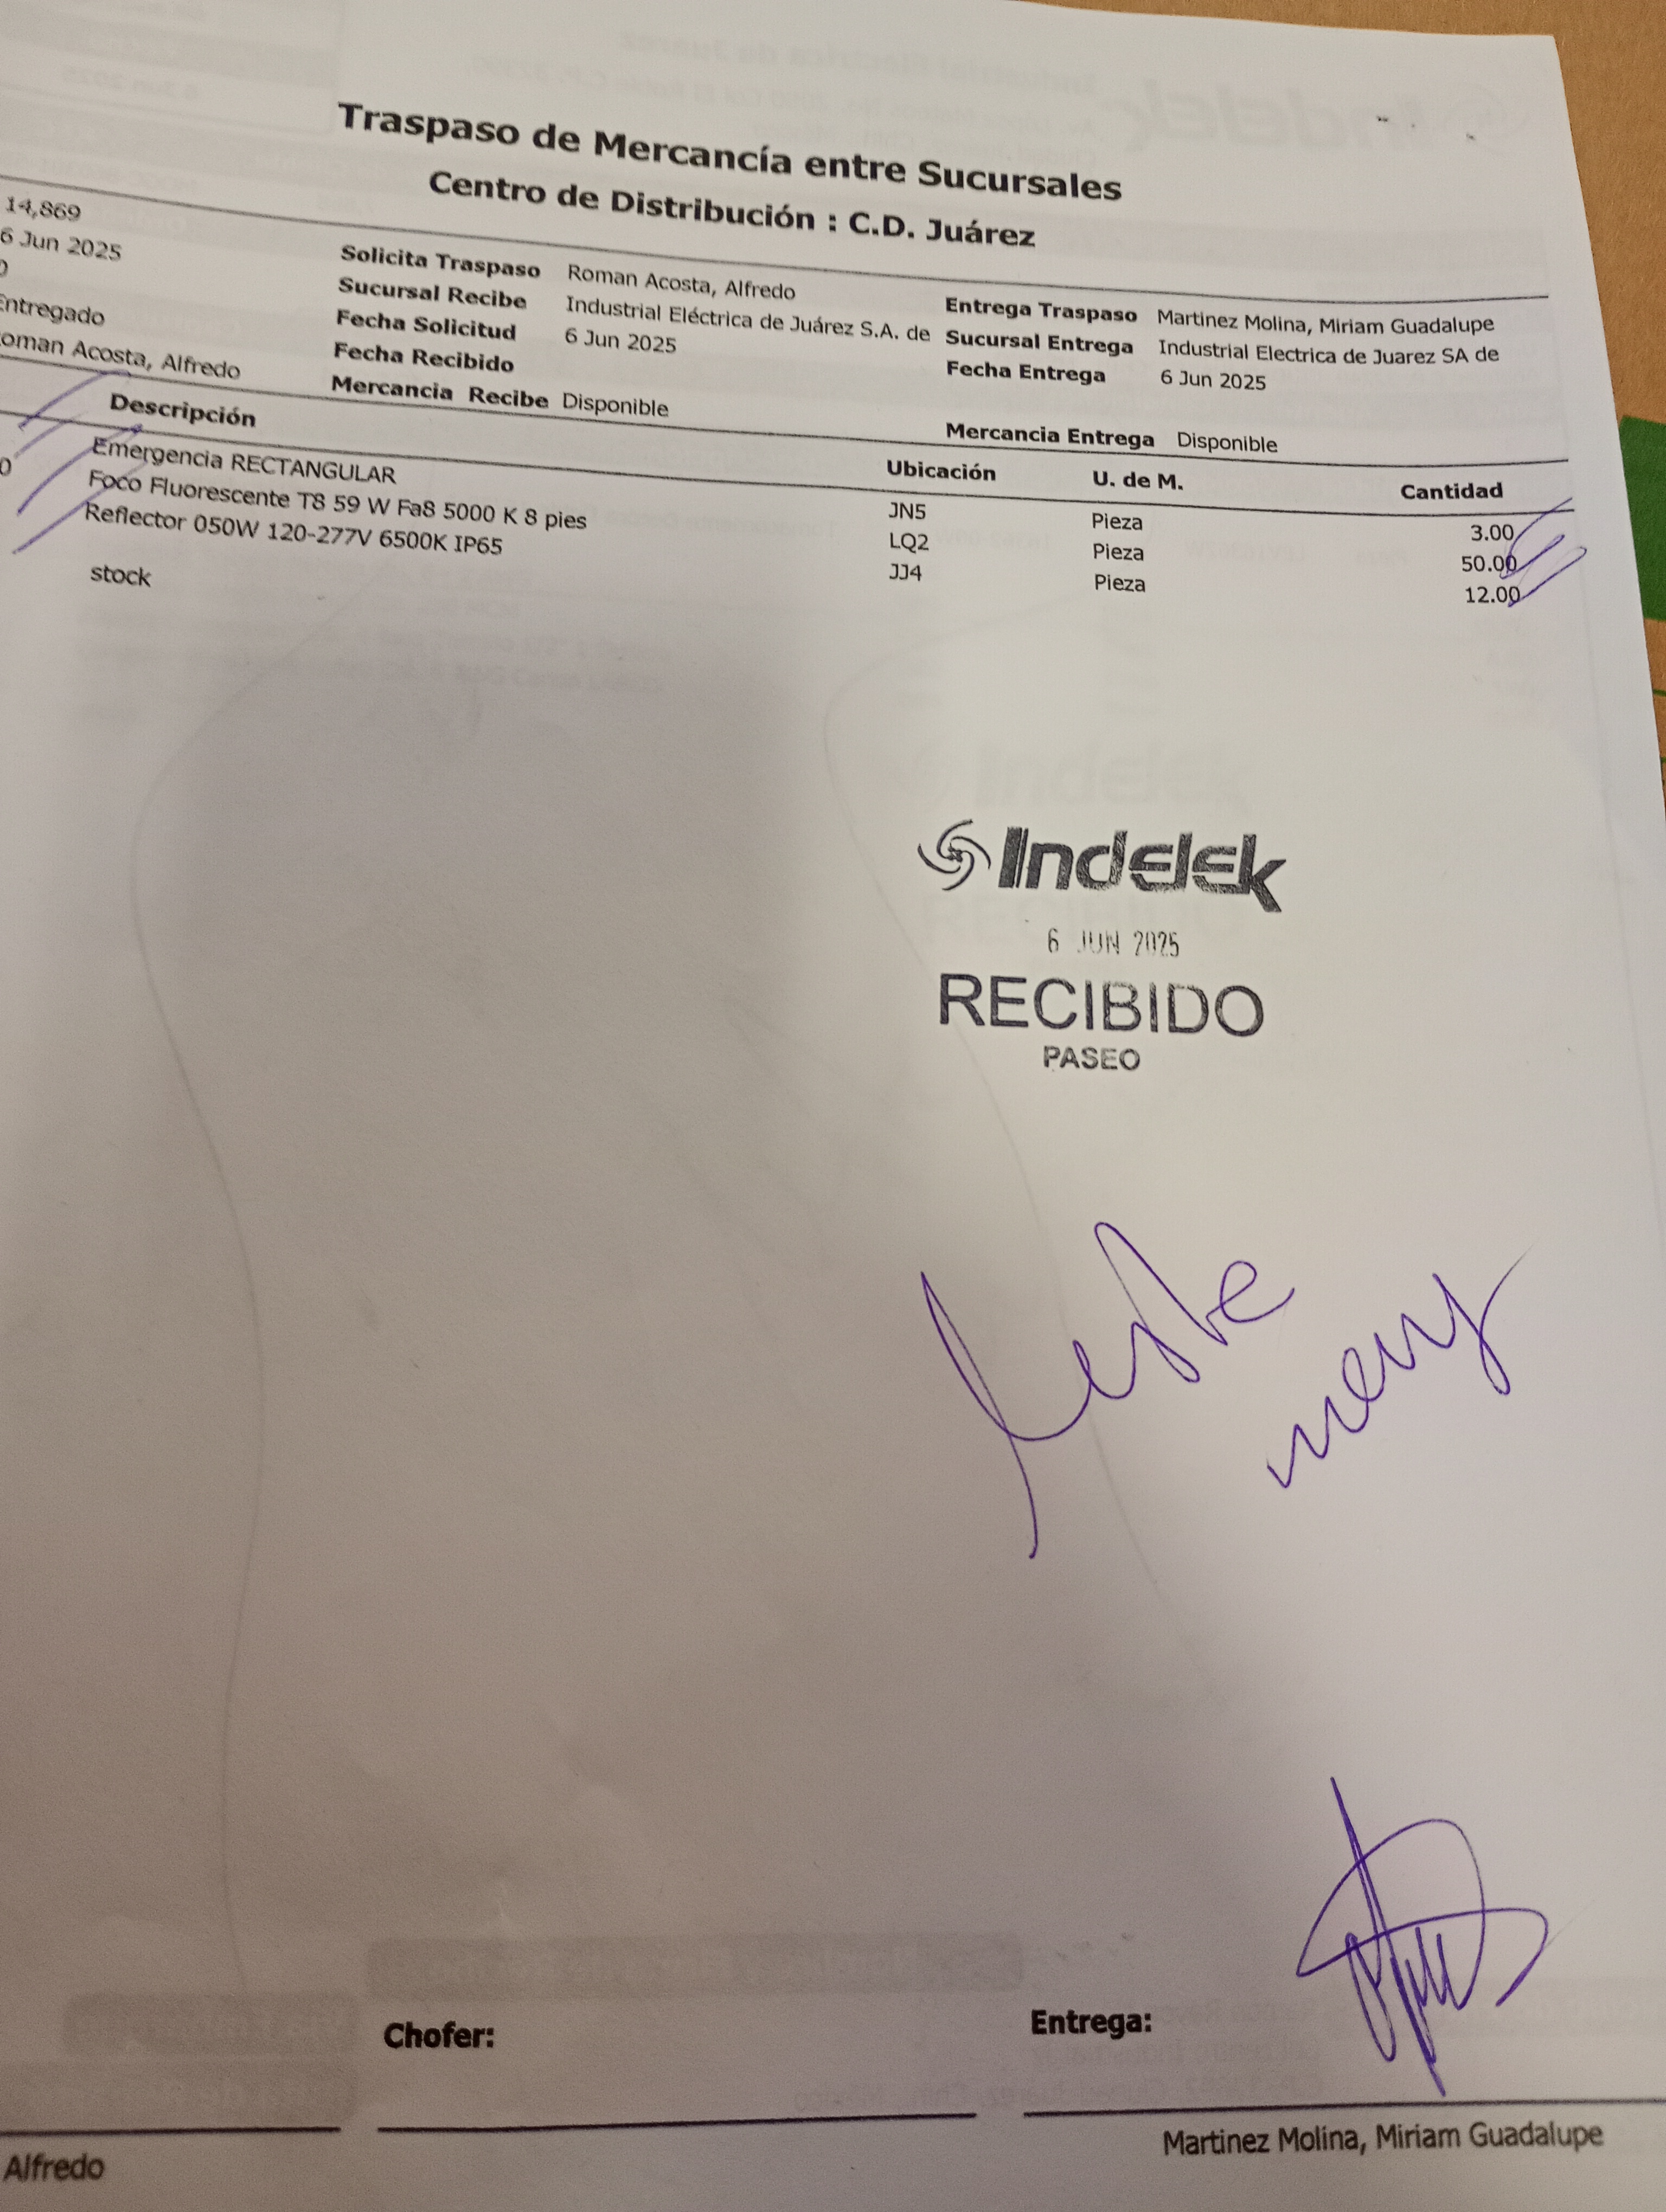 Traspaso de Mercancía entre Sucursales
Centro de Distribución : C.D. Juárez
14,869
6 Jun 2025
0
Entregado
oman Acosta, Alfredo
Solicita Traspaso Roman Acosta, Alfredo
Sucursal Recibe Industrial Eléctrica de Juárez S.A. de
Fecha Solicitud 6 Jun 2025
Fecha Recibido
Mercancia Recibe Disponible
Entrega Traspaso Martinez Molina, Miriam Guadalupe
Sucursal Entrega Industrial Electrica de Juarez SA de
Fecha Entrega 6 Jun 2025
Mercancia Entrega Disponible
Descripción Ubicación U. de M. Cantidad
Emergencia RECTANGULAR JN5 Pieza 3.00
0 Foco Fluorescente T8 59 W Fa8 5000 K 8 pies LQ2 Pieza 50.00
Reflector 050W 120-277V 6500K IP65 JJ4 Pieza 12.00
stock
Indelek
6 JUN 2025
RECIBIDO
PASEO
Chofer:
Entrega:
Alfredo
Martinez Molina, Miriam Guadalupe